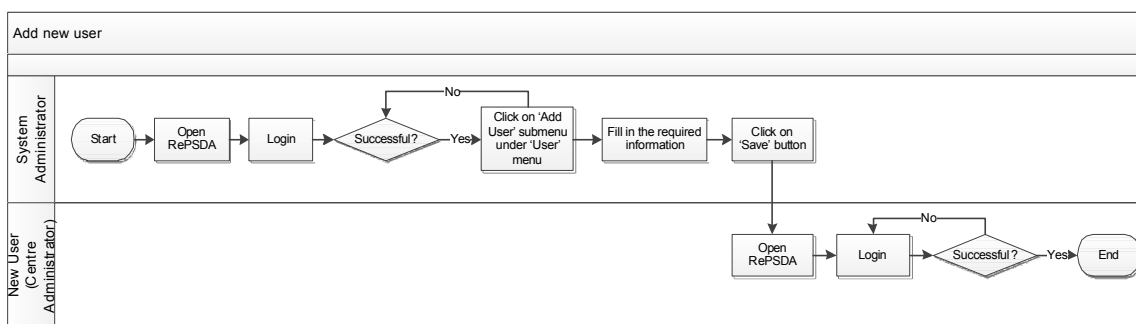 Add new user
System
Administrator
Start
Open
RePSDA
Login
Successful?
No
Yes
Click on 'Add
User' submenu
under 'User'
menu
Fill in the required
information
Click on
'Save' button
New User
(Centre
Administrator)
Open
RePSDA
Login
No
Successful?
Yes
End